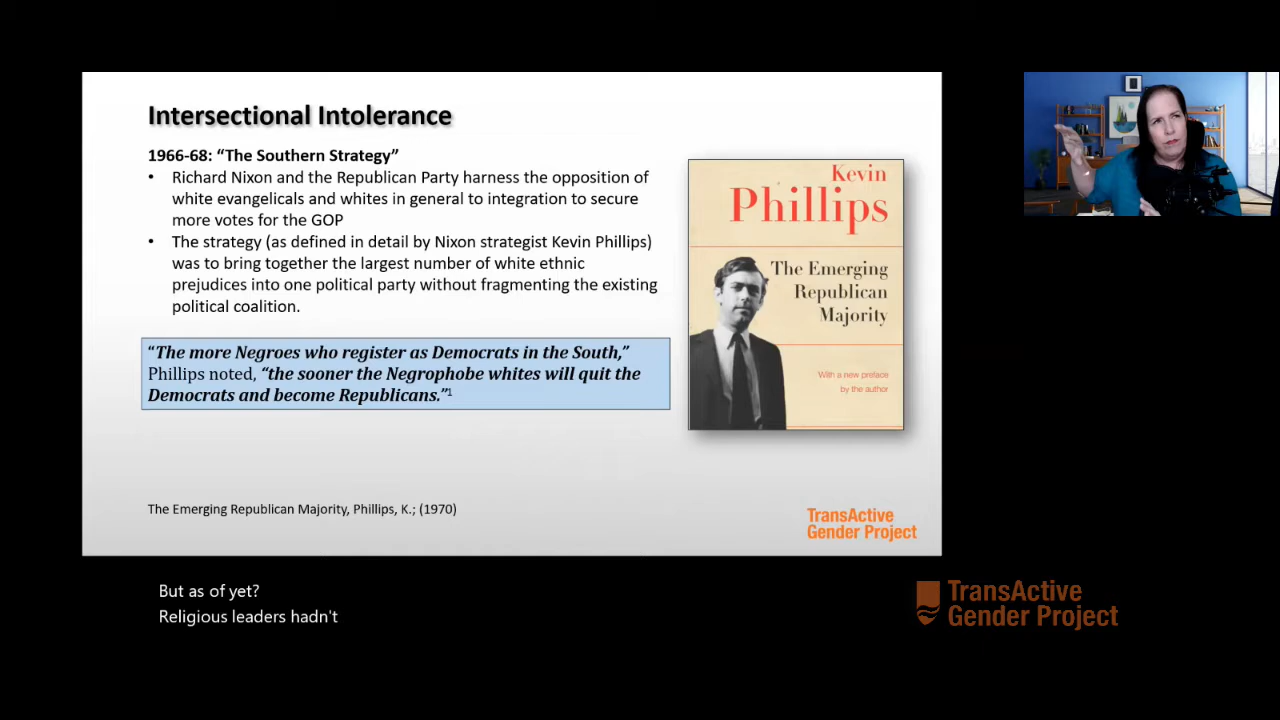 Intersectional Intolerance
1966-68: “The Southern Strategy”
• Richard Nixon and the Republican Party harness the opposition of
white evangelicals and whites in general to integration to secure
more votes for the GOP
• The strategy (as defined in detail by Nixon strategist Kevin Phillips)
was to bring together the largest number of white ethnic
prejudices into one political party without fragmenting the existing
political coalition.
“The more Negroes who register as Democrats in the South,”
Phillips noted, “the sooner the Negrophobe whites will quit the
Democrats and become Republicans.”1
The Emerging Republican Majority, Phillips, K.; (1970)
Kevin
Phillips
The Emerging
Republican
Majority
With a new preface
by the author
TransActive
Gender Project
But as of yet?
Religious leaders hadn't
TransActive
Gender Project